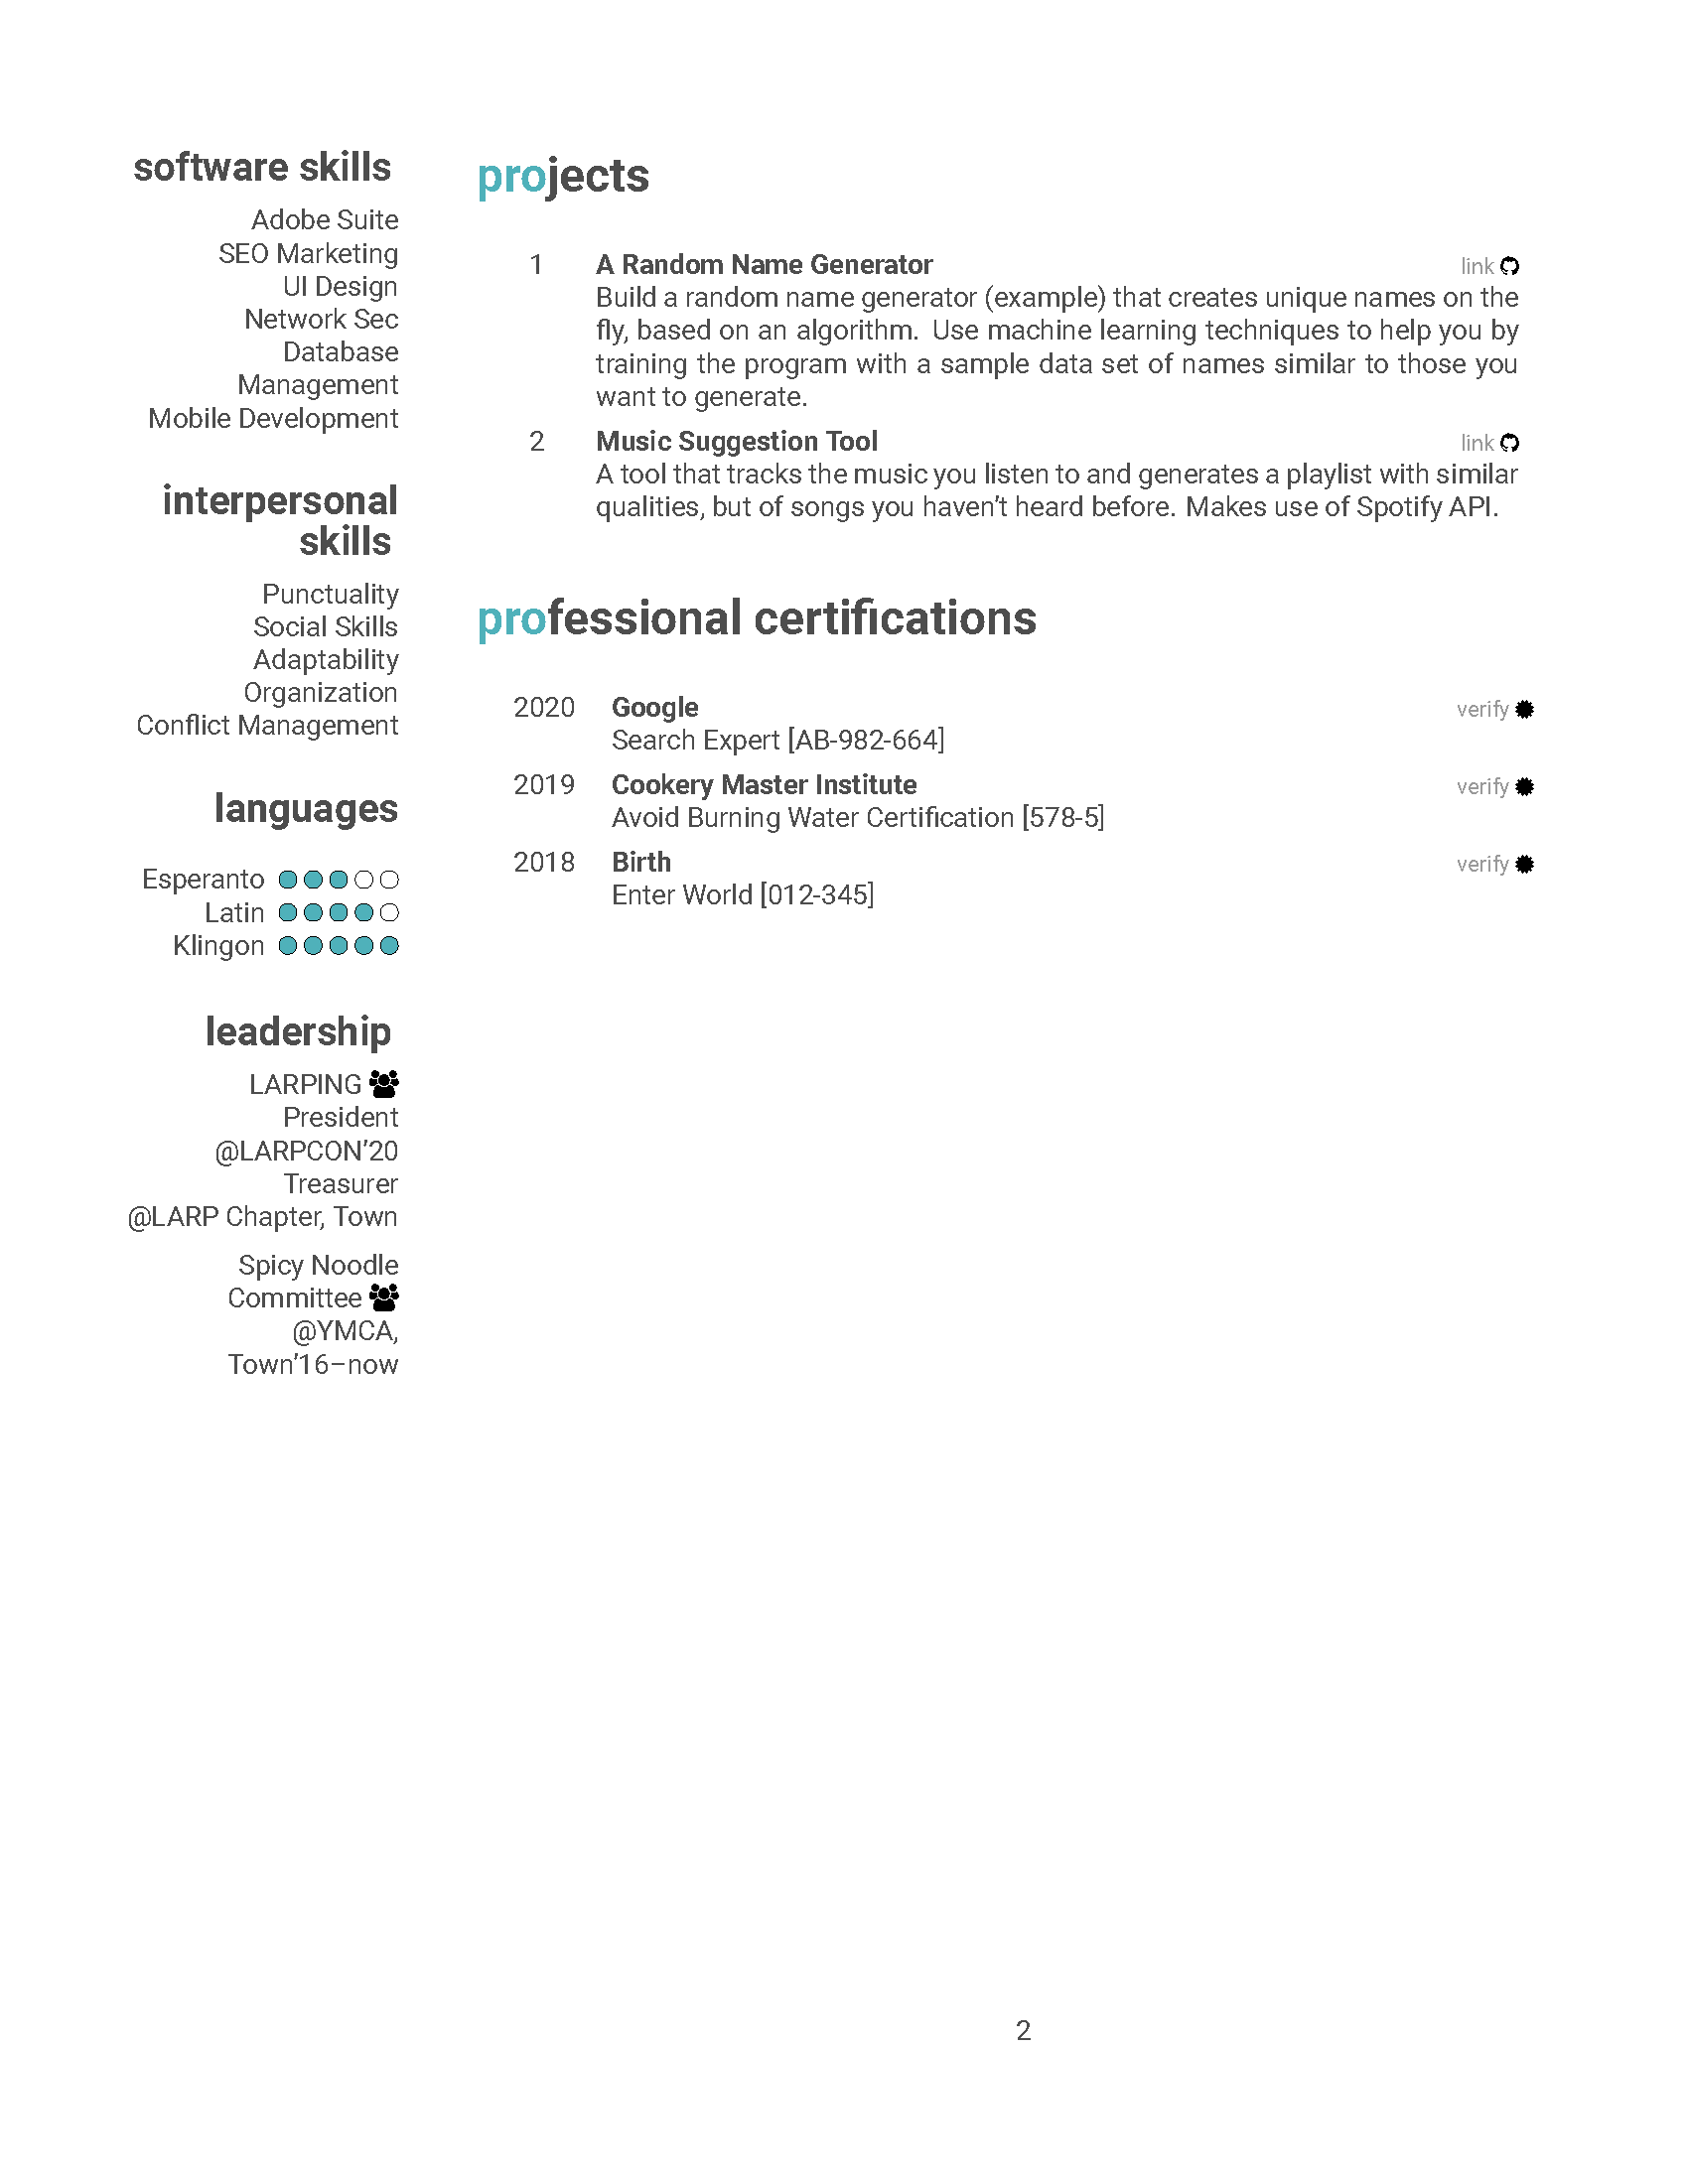 software skills
Adobe Suite
SEO Marketing
UI Design
Network Sec
Database
Management
Mobile Development
interpersonal
skills
Punctuality
Social Skills
Adaptability
Organization
Conflict Management
languages
Esperanto
Latin
Klingon
leadership
LARPING
President
@LARPCON'20
Treasurer
@LARP Chapter, Town
Spicy Noodle
Committee
@YMCA,
Town'16–now
projects
1 A Random Name Generator link
Build a random name generator (example) that creates unique names on the
fly, based on an algorithm. Use machine learning techniques to help you by
training the program with a sample data set of names similar to those you
want to generate.
2 Music Suggestion Tool link
A tool that tracks the music you listen to and generates a playlist with similar
qualities, but of songs you haven't heard before. Makes use of Spotify API.
professional certifications
2020 Google verify
Search Expert [AB-982-664]
2019 Cookery Master Institute verify
Avoid Burning Water Certification [578-5]
2018 Birth verify
Enter World [012-345]
2